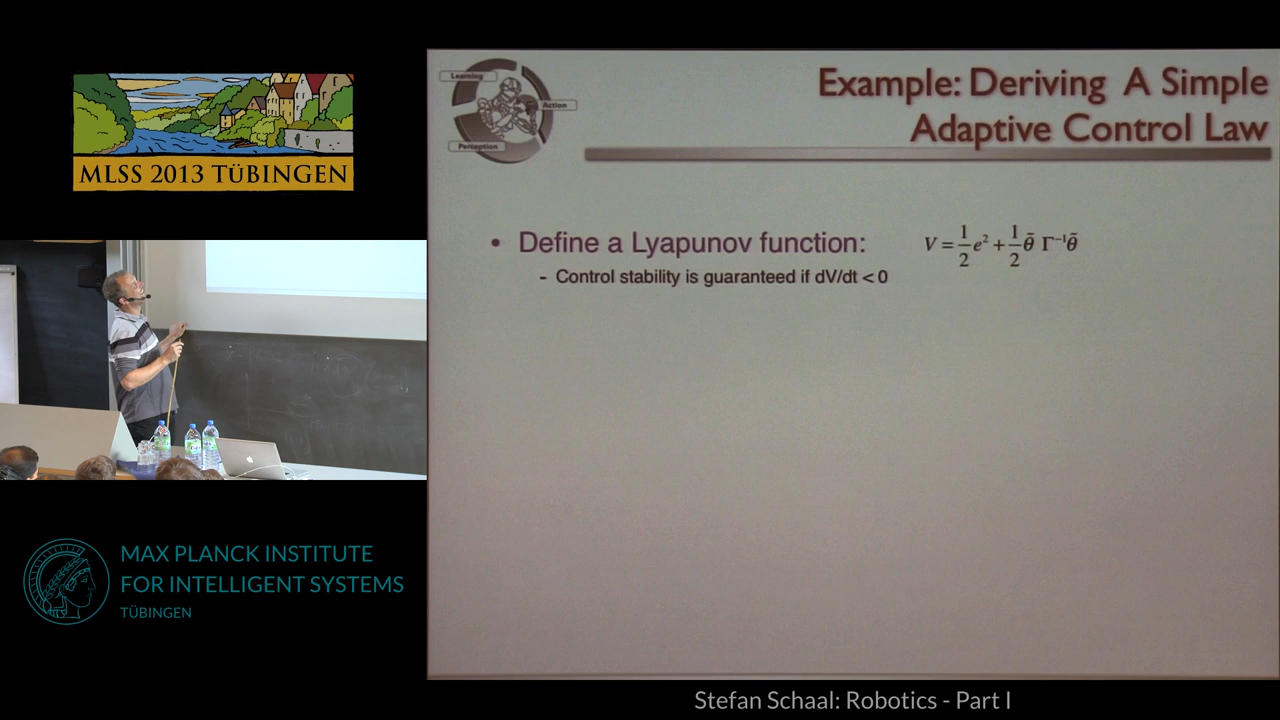 MLSS 2013 TÜBINGEN
MAX PLANCK INSTITUTE
FOR INTELLIGENT SYSTEMS
TÜBINGEN
Learning
Action
Perception
Example: Deriving A Simple
Adaptive Control Law
• Define a Lyapunov function: V = 1/2 e² + 1/2 θ̃ Γ⁻¹ θ̃
- Control stability is guaranteed if dV/dt < 0
Stefan Schaal: Robotics - Part I